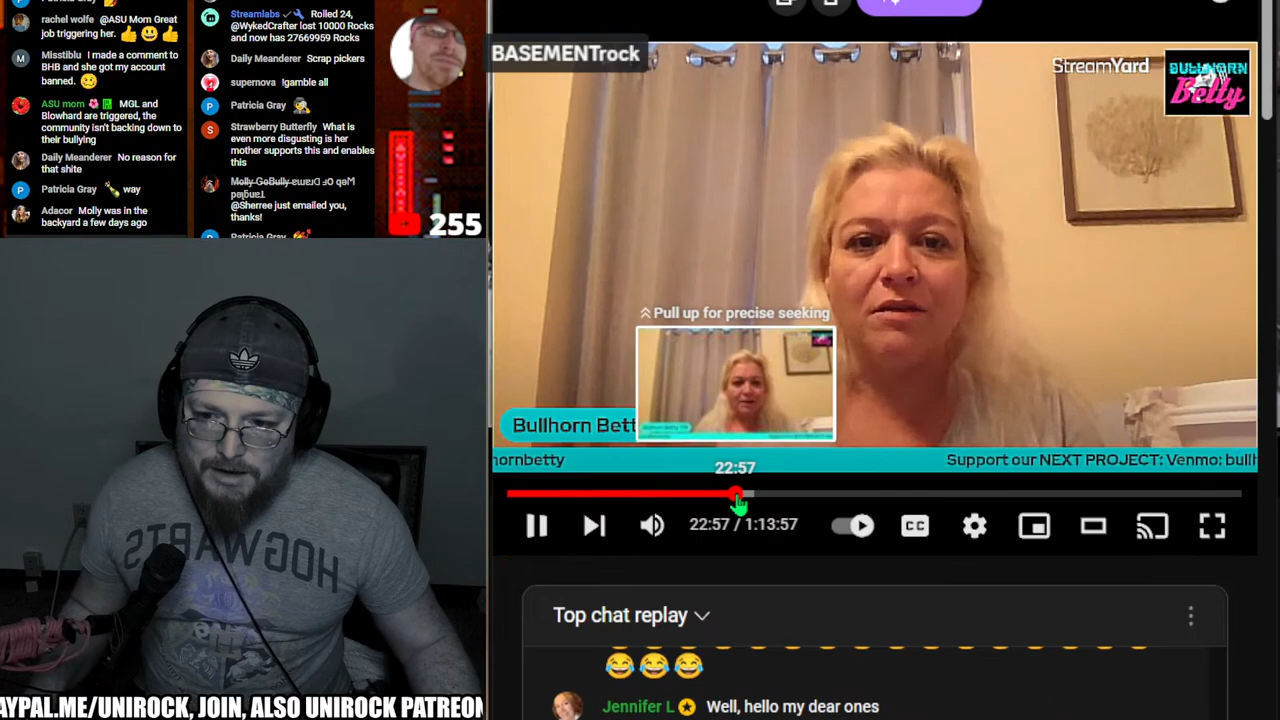 rachel wolfe @ASU Mom Great
job triggering her. 👍😃👍
Misstiblu I made a comment to
BHB and she got my account
banned. 🥴
ASU mom MGL and
Blowhard are triggered, the
community isn't backing down to
their bullying
Daily Meanderer No reason for
that shite
Patricia Gray 🍾 way
Adacor Molly was in the
backyard a few days ago
Streamlabs Rolled 24,
@WykedCrafter lost 10000 Rocks
and now has 27669959 Rocks
Daily Meanderer Scrap pickers
supernova !gamble all
Patricia Gray
Strawberry Butterfly What is
even more disgusting is her
mother supports this and enables
this
@Sherree just emailed you,
thanks!
Patricia Gray
255
BASEMENTrock
StreamYard
BULLHORN
Betty
Pull up for precise seeking
Bullhorn Bett
22:57
hornbetty
Support our NEXT PROJECT: Venmo: bullh
22:57 / 1:13:57
CC
Top chat replay
😂😂😂
Jennifer L Well, hello my dear ones
HOGWARTS
AYPAL.ME/UNIROCK, JOIN, ALSO UNIROCK PATREON